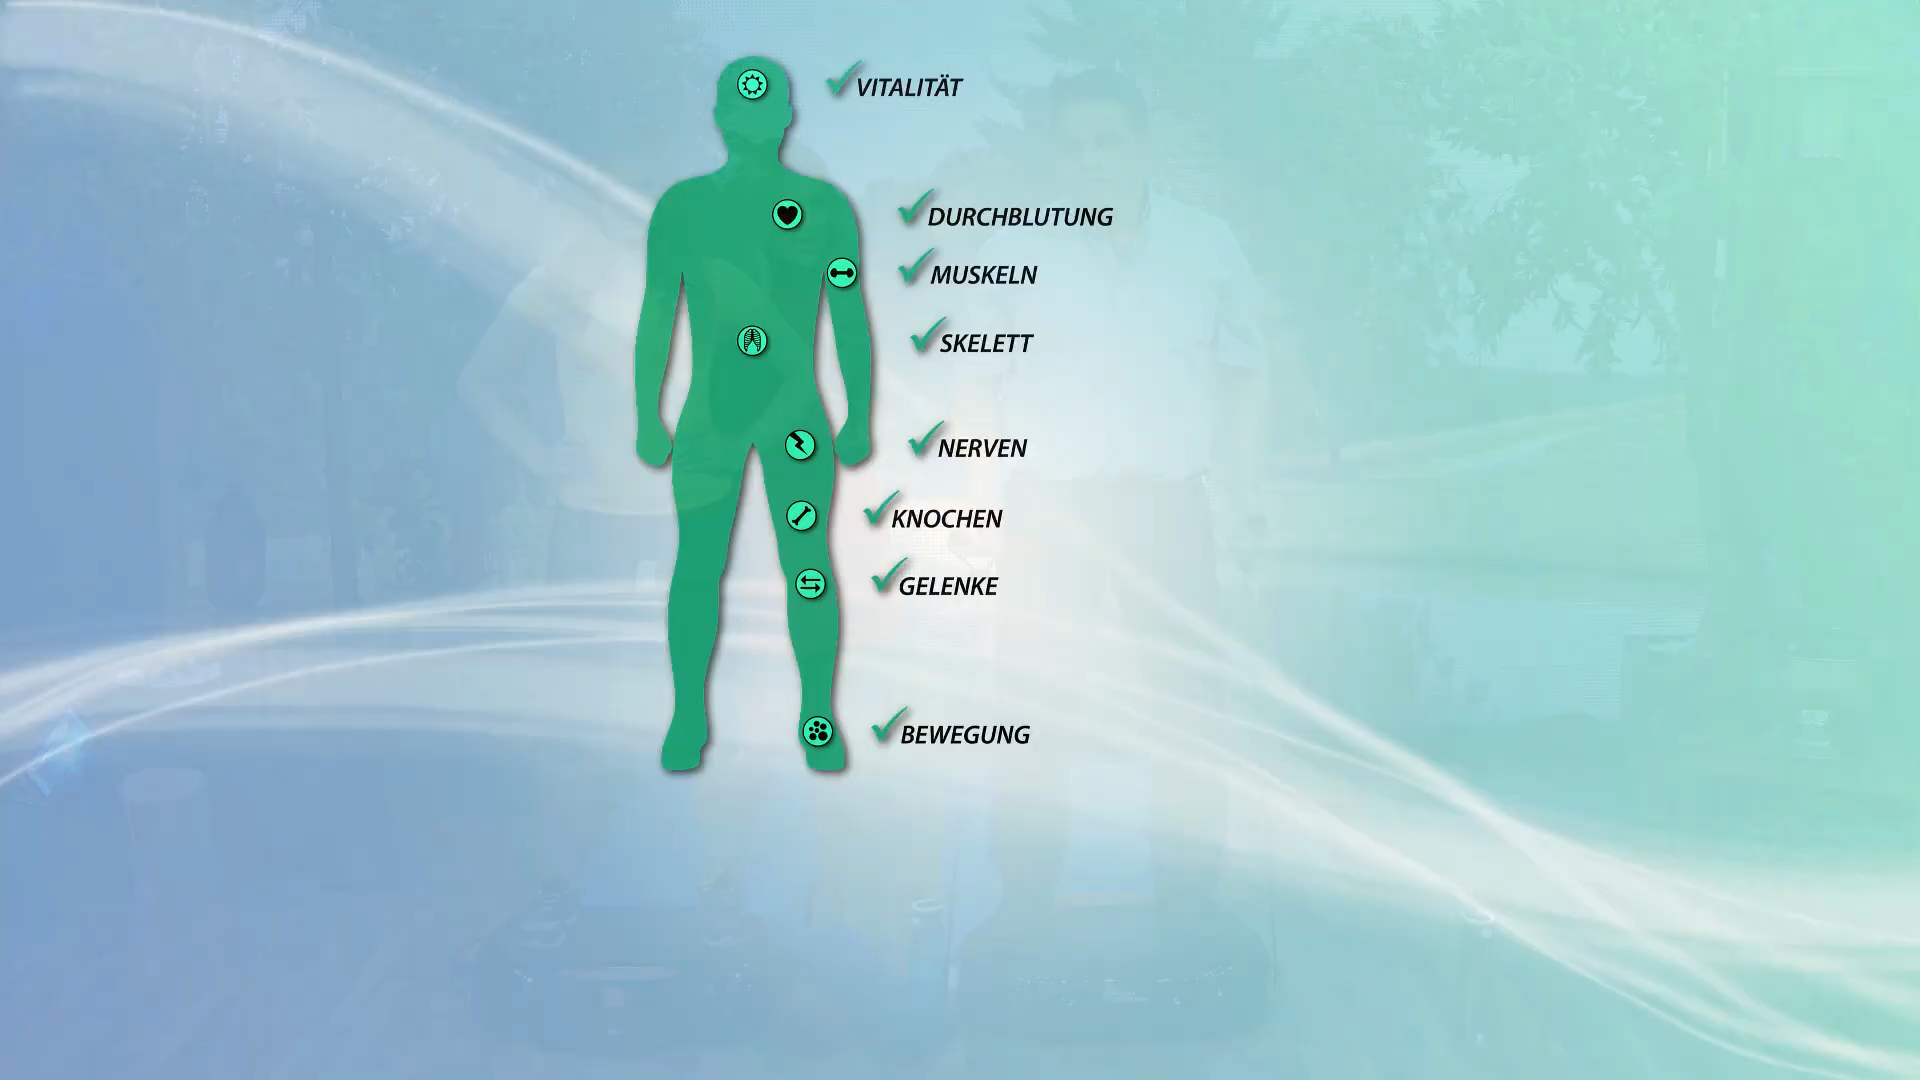 VITALITÄT
DURCHBLUTUNG
MUSKELN
SKELETT
NERVEN
KNOCHEN
GELENKE
BEWEGUNG